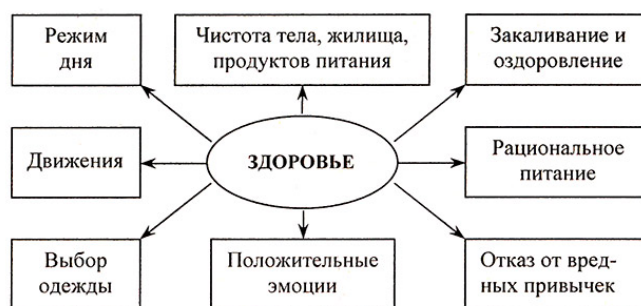 Режим
дня
Чистота тела, жилища,
продуктов питания
Закаливание и
оздоровление
Движения
ЗДОРОВЬЕ
Рациональное
питание
Выбор
одежды
Положительные
эмоции
Отказ от вред-
ных привычек